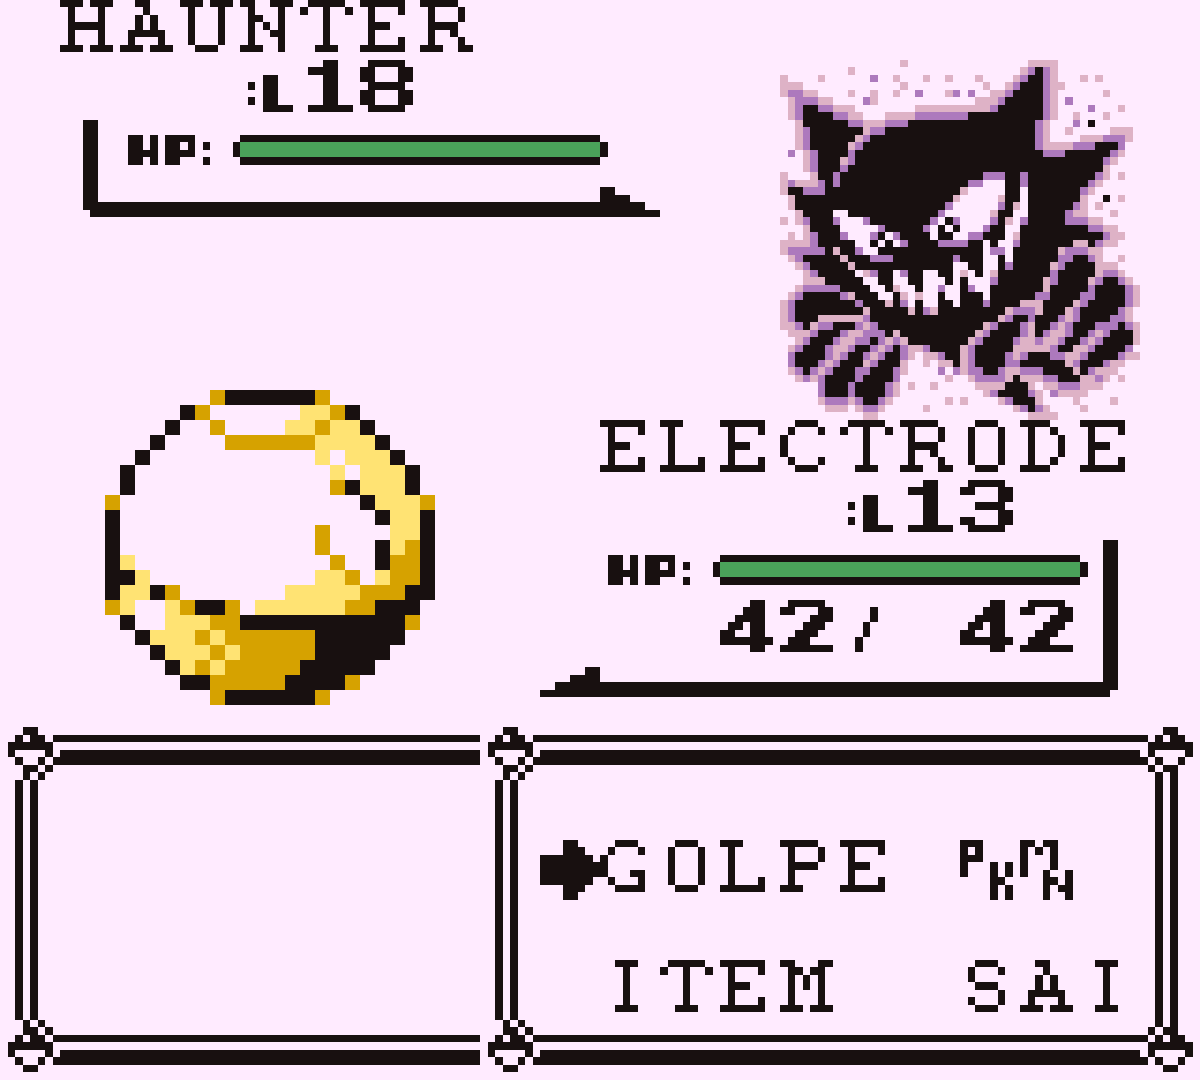 HAUNTER
:L18
HP:
ELECTRODE
:L13
HP:
42/ 42
GOLPE PKMN
ITEM SAI